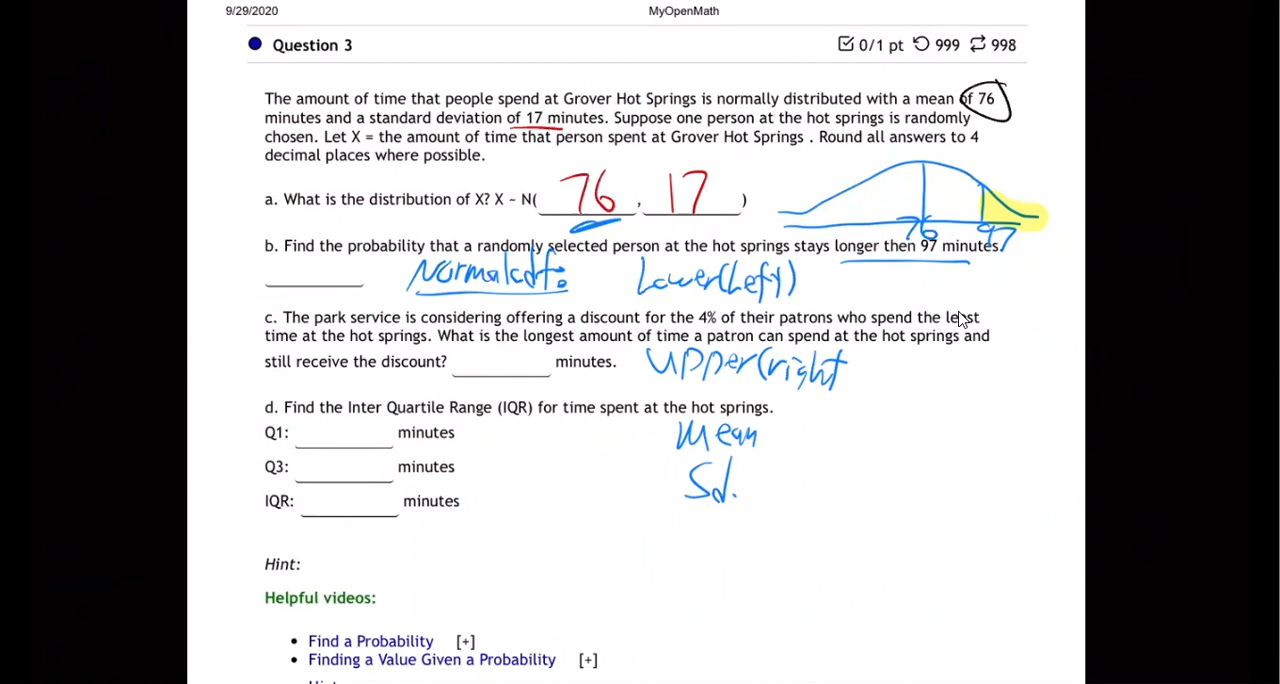 9/29/2020
MyOpenMath
Question 3
0/1 pt 999 998
The amount of time that people spend at Grover Hot Springs is normally distributed with a mean of 76
minutes and a standard deviation of 17 minutes. Suppose one person at the hot springs is randomly
chosen. Let X = the amount of time that person spent at Grover Hot Springs . Round all answers to 4
decimal places where possible.
a. What is the distribution of X? X ~ N( 76 , 17 )
76 97
b. Find the probability that a randomly selected person at the hot springs stays longer then 97 minutes.
Normalcdf: Lower(Left)
c. The park service is considering offering a discount for the 4% of their patrons who spend the least
time at the hot springs. What is the longest amount of time a patron can spend at the hot springs and
still receive the discount? minutes.
upper(right
d. Find the Inter Quartile Range (IQR) for time spent at the hot springs.
Q1: minutes
mean
Q3: minutes
Sd.
IQR: minutes
Hint:
Helpful videos:
• Find a Probability [+]
• Finding a Value Given a Probability [+]